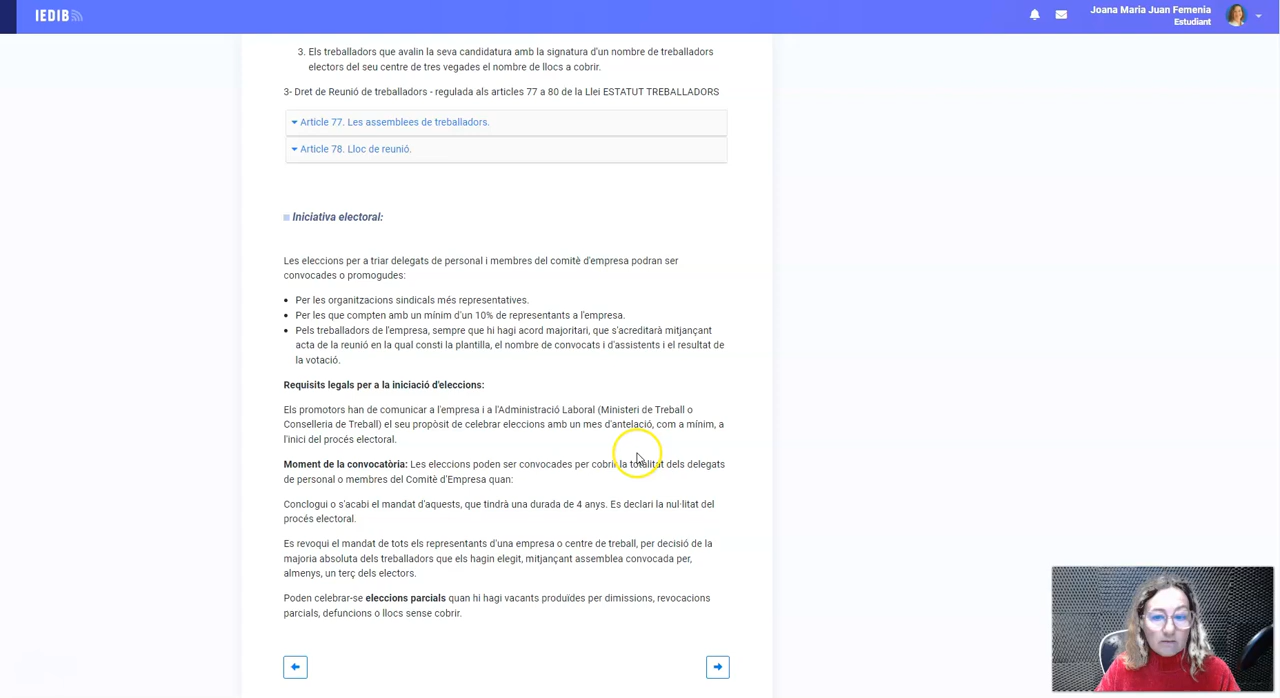 IEDIB
Joana Maria Juan Femenia
Estudiant
3. Els treballadors que avalin la seva candidatura amb la signatura d'un nombre de treballadors
electors del seu centre de tres vegades el nombre de llocs a cobrir.
3- Dret de Reunió de treballadors - regulada als articles 77 a 80 de la Llei ESTATUT TREBALLADORS
Article 77. Les assemblees de treballadors.
Article 78. Lloc de reunió.
Iniciativa electoral:
Les eleccions per a triar delegats de personal i membres del comitè d'empresa podran ser
convocades o promogudes:
• Per les organitzacions sindicals més representatives.
• Per les que compten amb un mínim d'un 10% de representants a l'empresa.
• Pels treballadors de l'empresa, sempre que hi hagi acord majoritari, que s'acreditarà mitjançant
acta de la reunió en la qual consti la plantilla, el nombre de convocats i d'assistents i el resultat de
la votació.
Requisits legals per a la iniciació d'eleccions:
Els promotors han de comunicar a l'empresa i a l'Administració Laboral (Ministeri de Treball o
Conselleria de Treball) el seu propòsit de celebrar eleccions amb un mes d'antelació, com a mínim, a
l'inici del procés electoral.
Moment de la convocatòria: Les eleccions poden ser convocades per cobrir la totalitat dels delegats
de personal o membres del Comitè d'Empresa quan:
Conclogui o s'acabi el mandat d'aquests, que tindrà una durada de 4 anys. Es declari la nul·litat del
procés electoral.
Es revoqui el mandat de tots els representants d'una empresa o centre de treball, per decisió de la
majoria absoluta dels treballadors que els hagin elegit, mitjançant assemblea convocada per,
almenys, un terç dels electors.
Poden celebrar-se eleccions parcials quan hi hagi vacants produïdes per dimissions, revocacions
parcials, defuncions o llocs sense cobrir.